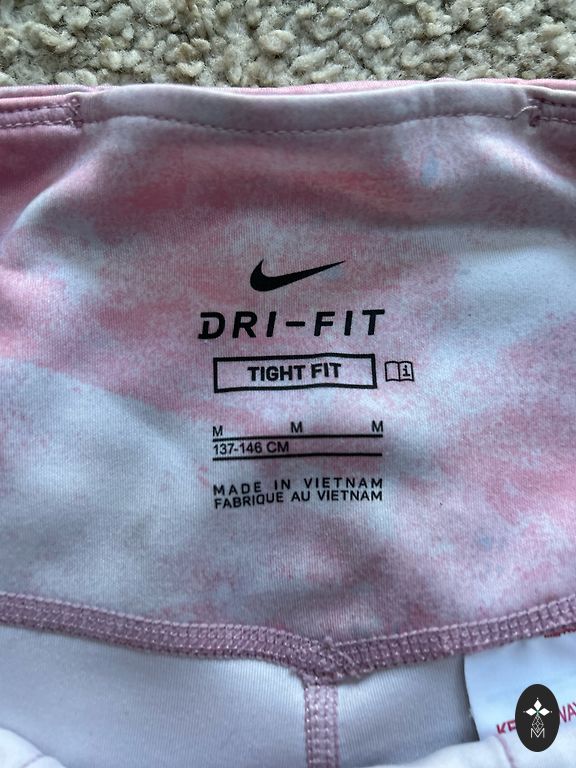 DRI-FIT
TIGHT FIT
M M M
137-146 CM
MADE IN VIETNAM
FABRIQUE AU VIETNAM
M